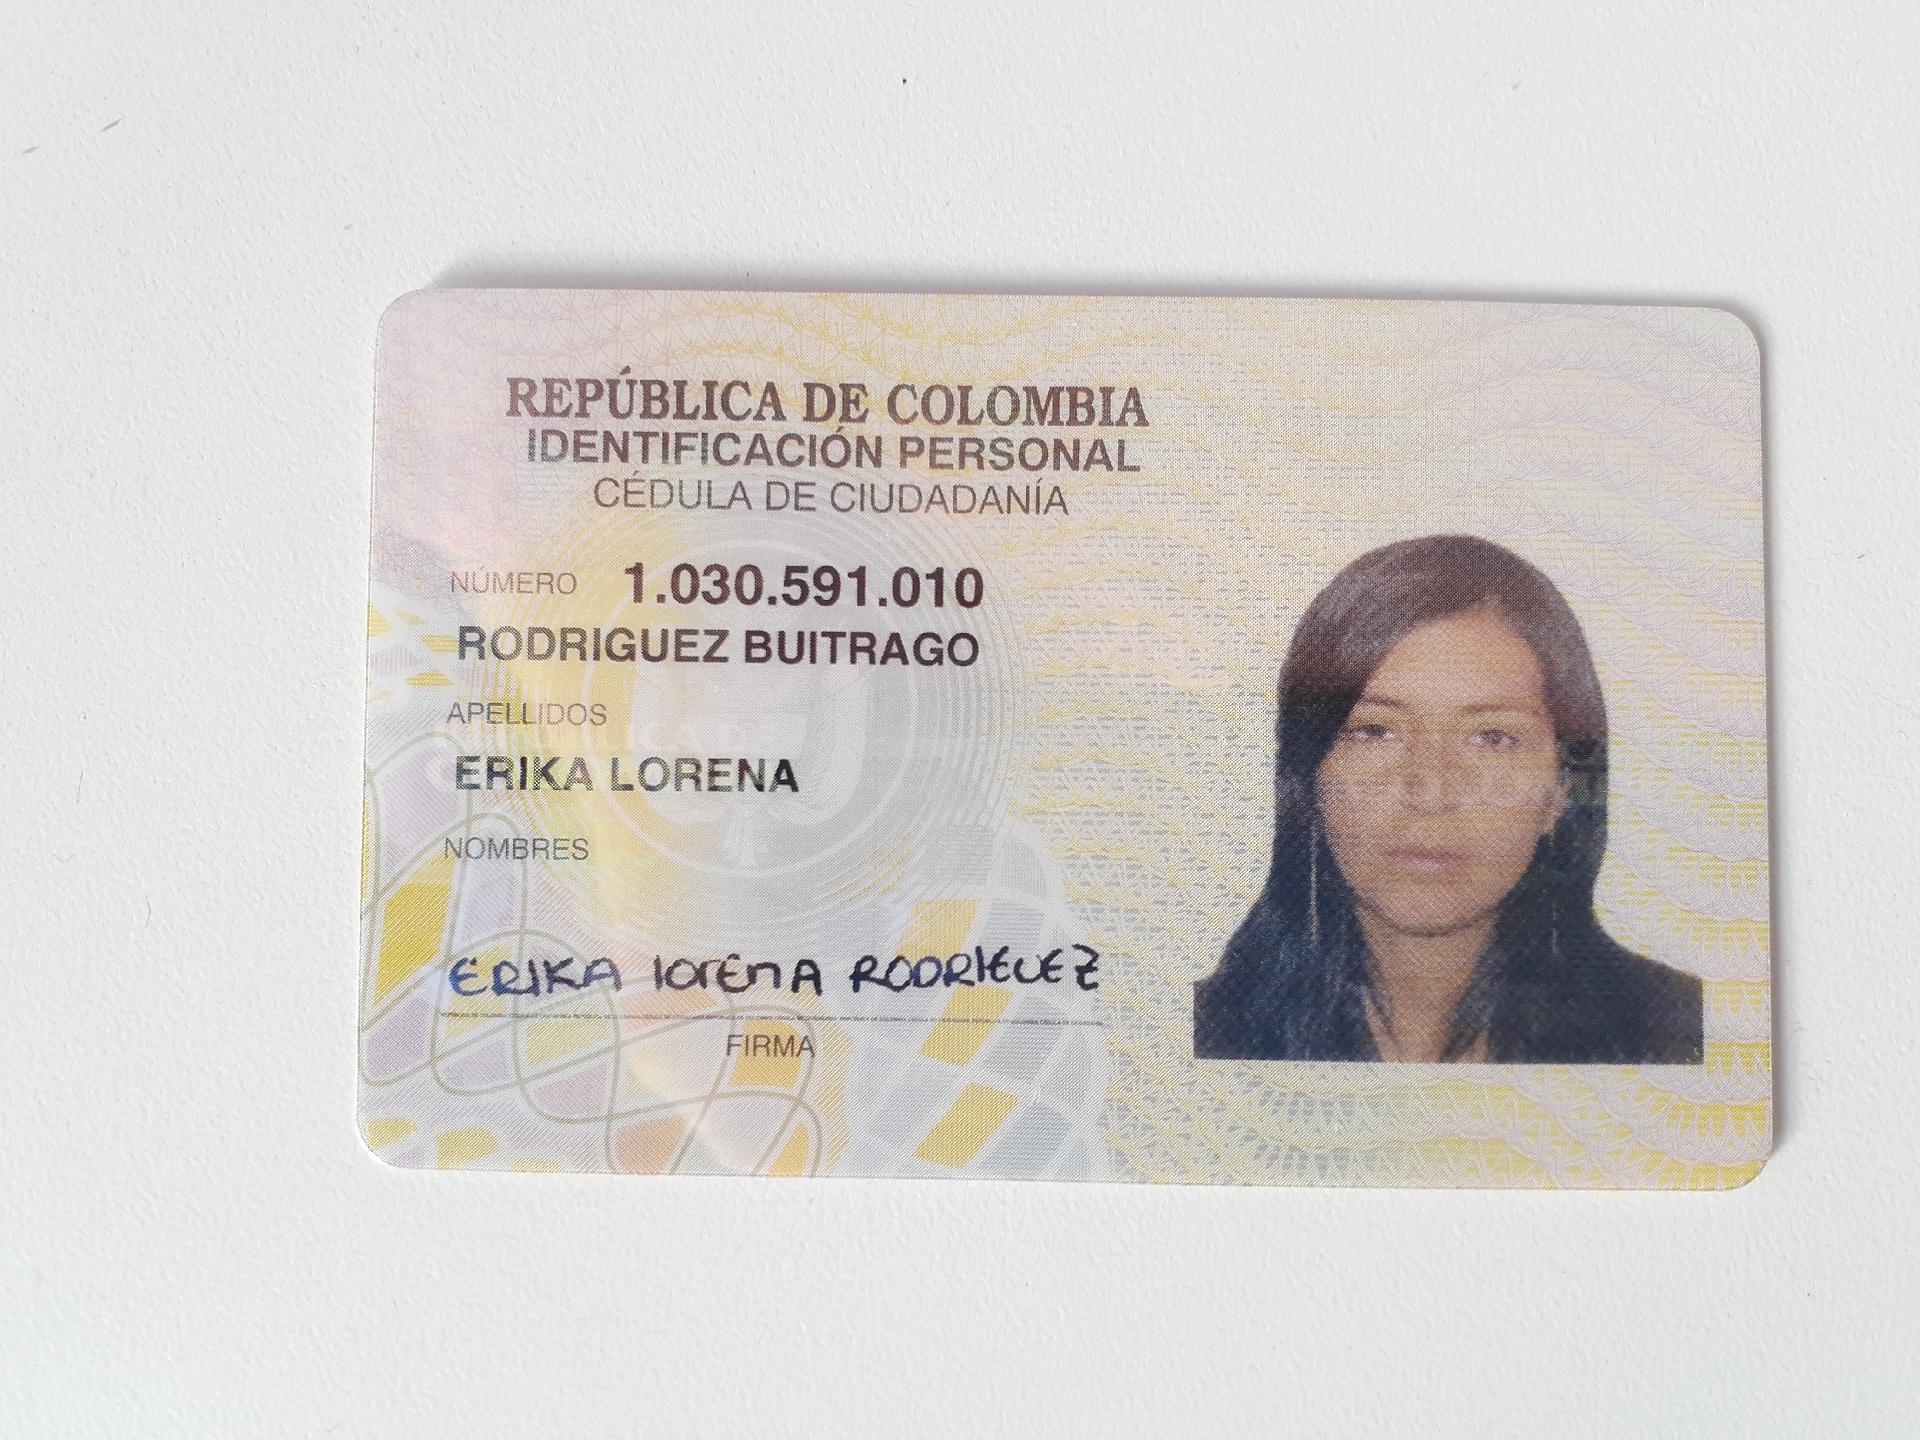 REPÚBLICA DE COLOMBIA
IDENTIFICACIÓN PERSONAL
CÉDULA DE CIUDADANÍA
NÚMERO 1.030.591.010
RODRIGUEZ BUITRAGO
APELLIDOS
ERIKA LORENA
NOMBRES
ERIKA lorena RODRIGUEZ
FIRMA